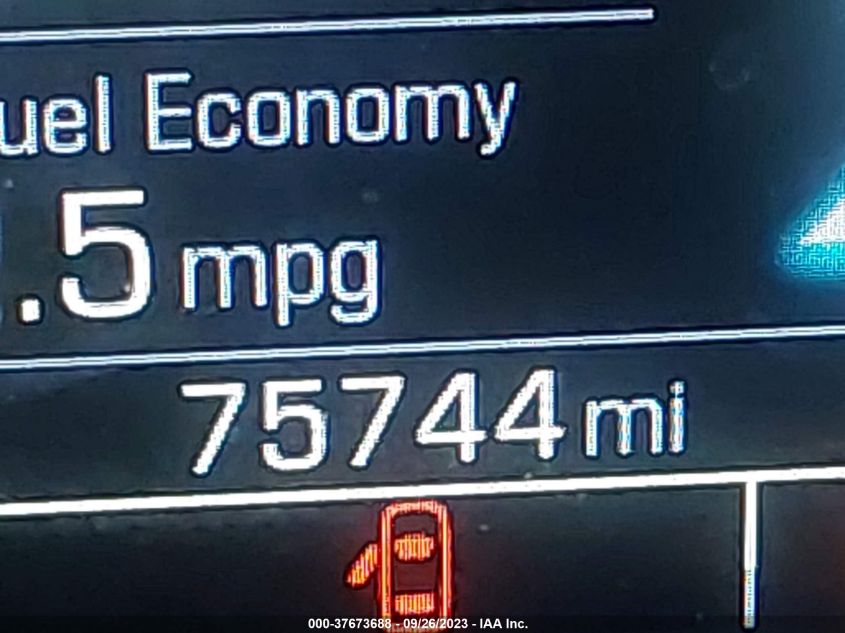 uel Economy
.5 mpg
75744 mi
000-37673688 - 09/26/2023 - IAA Inc.